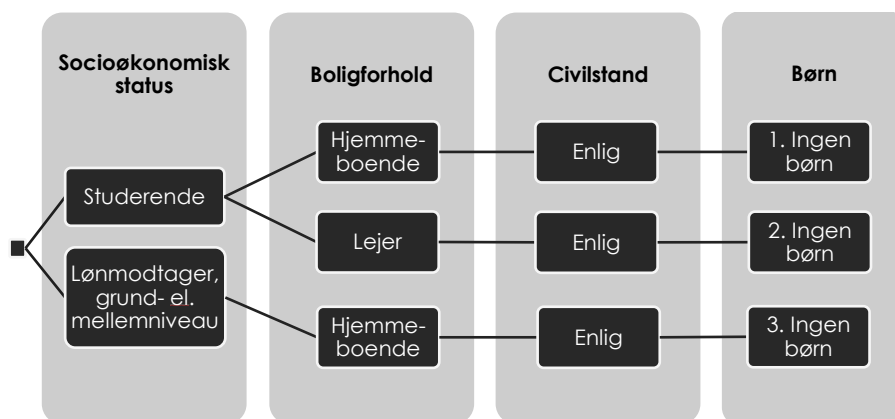 Socioøkonomisk
status
Boligforhold
Civilstand
Børn
Studerende
Hjemme-
boende
Enlig
1. Ingen
børn
Lejer
Enlig
2. Ingen
børn
Lønmodtager,
grund- el.
mellemniveau
Hjemme-
boende
Enlig
3. Ingen
børn